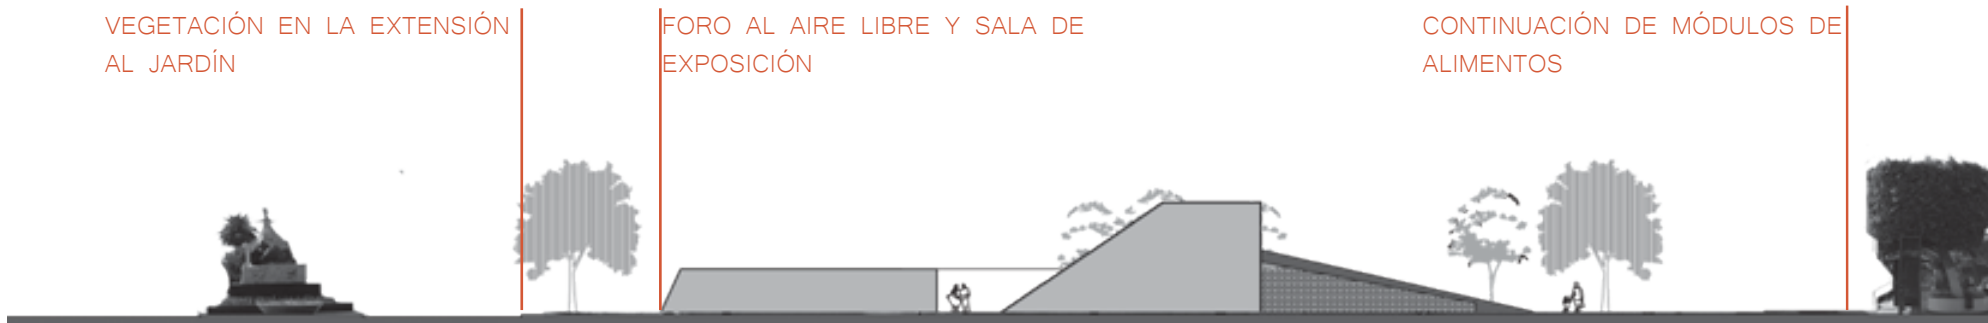 VEGETACIÓN EN LA EXTENSIÓN
AL JARDÍN
FORO AL AIRE LIBRE Y SALA DE
EXPOSICIÓN
CONTINUACIÓN DE MÓDULOS DE
ALIMENTOS